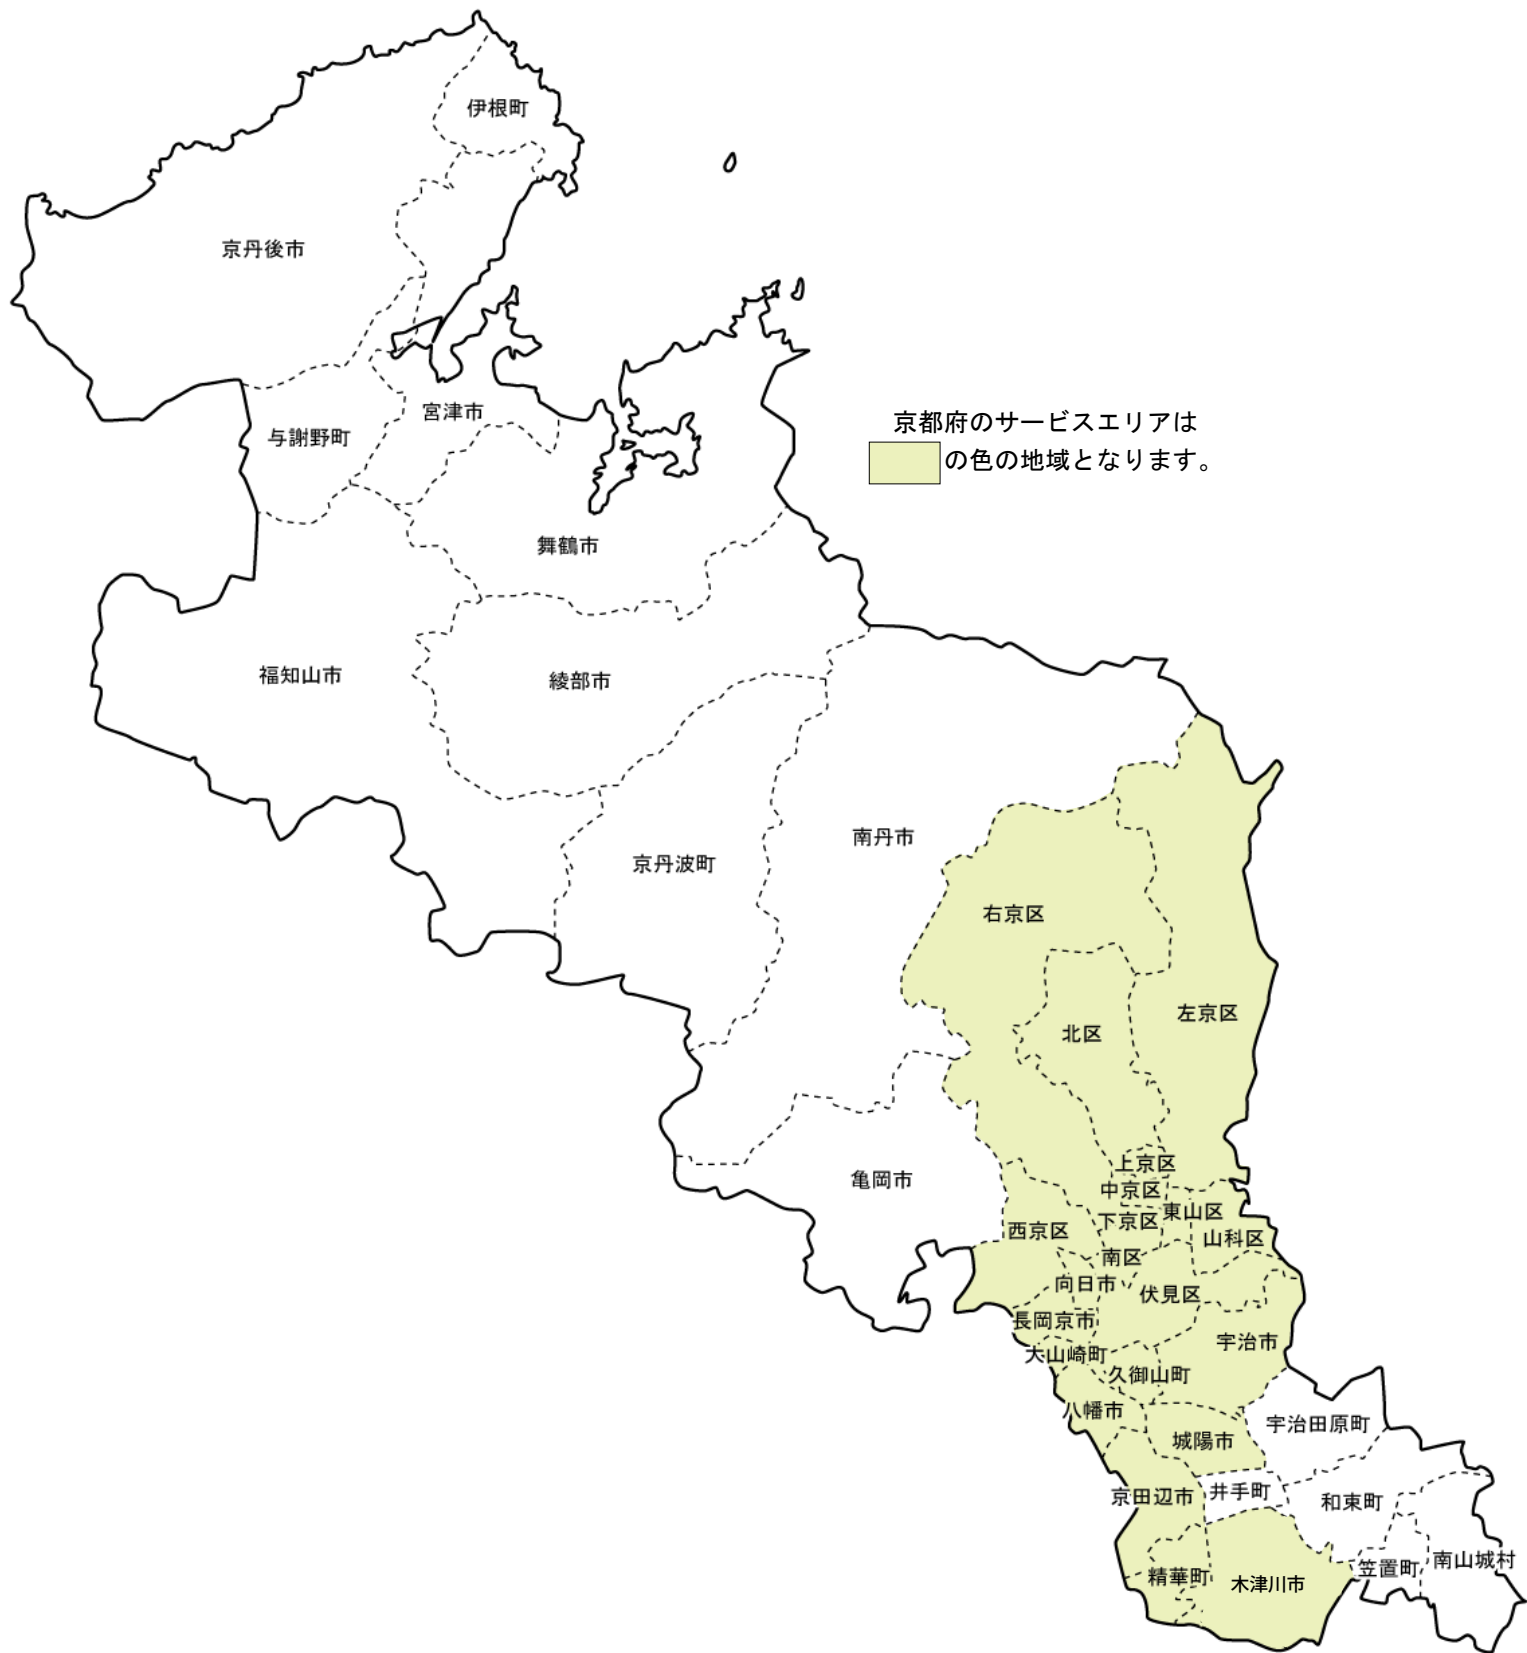 伊根町
京丹後市
宮津市
与謝野町
京都府のサービスエリアは
の色の地域となります。
舞鶴市
福知山市
綾部市
南丹市
京丹波町
右京区
左京区
北区
上京区
亀岡市
中京区
東山区
下京区
西京区
山科区
南区
向日市
伏見区
長岡京市
宇治市
大山崎町
久御山町
八幡市
宇治田原町
城陽市
井手町
京田辺市
和束町
南山城村
笠置町
精華町
木津川市